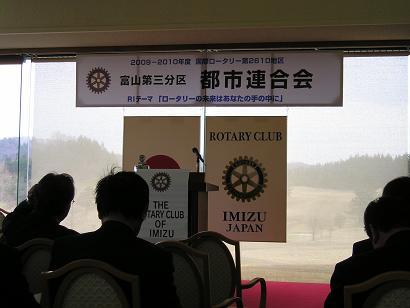 2009-2010年度 国際ロータリー第2610地区
富山第三分区 都市連合会
RIテーマ「ロータリーの未来はあなたの手の中に」
ROTARY CLUB
IMIZU
JAPAN
THE
ROTARY CLUB
OF
IMIZU